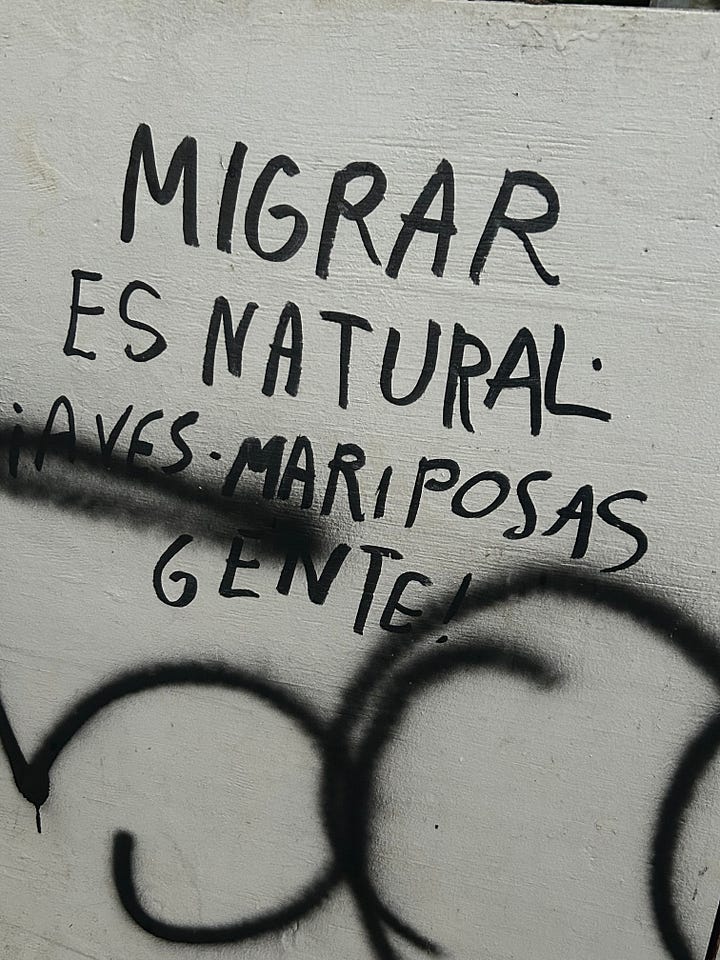 MIGRAR
ES NATURAL.
¡AVES. MARIPOSAS
GENTE!